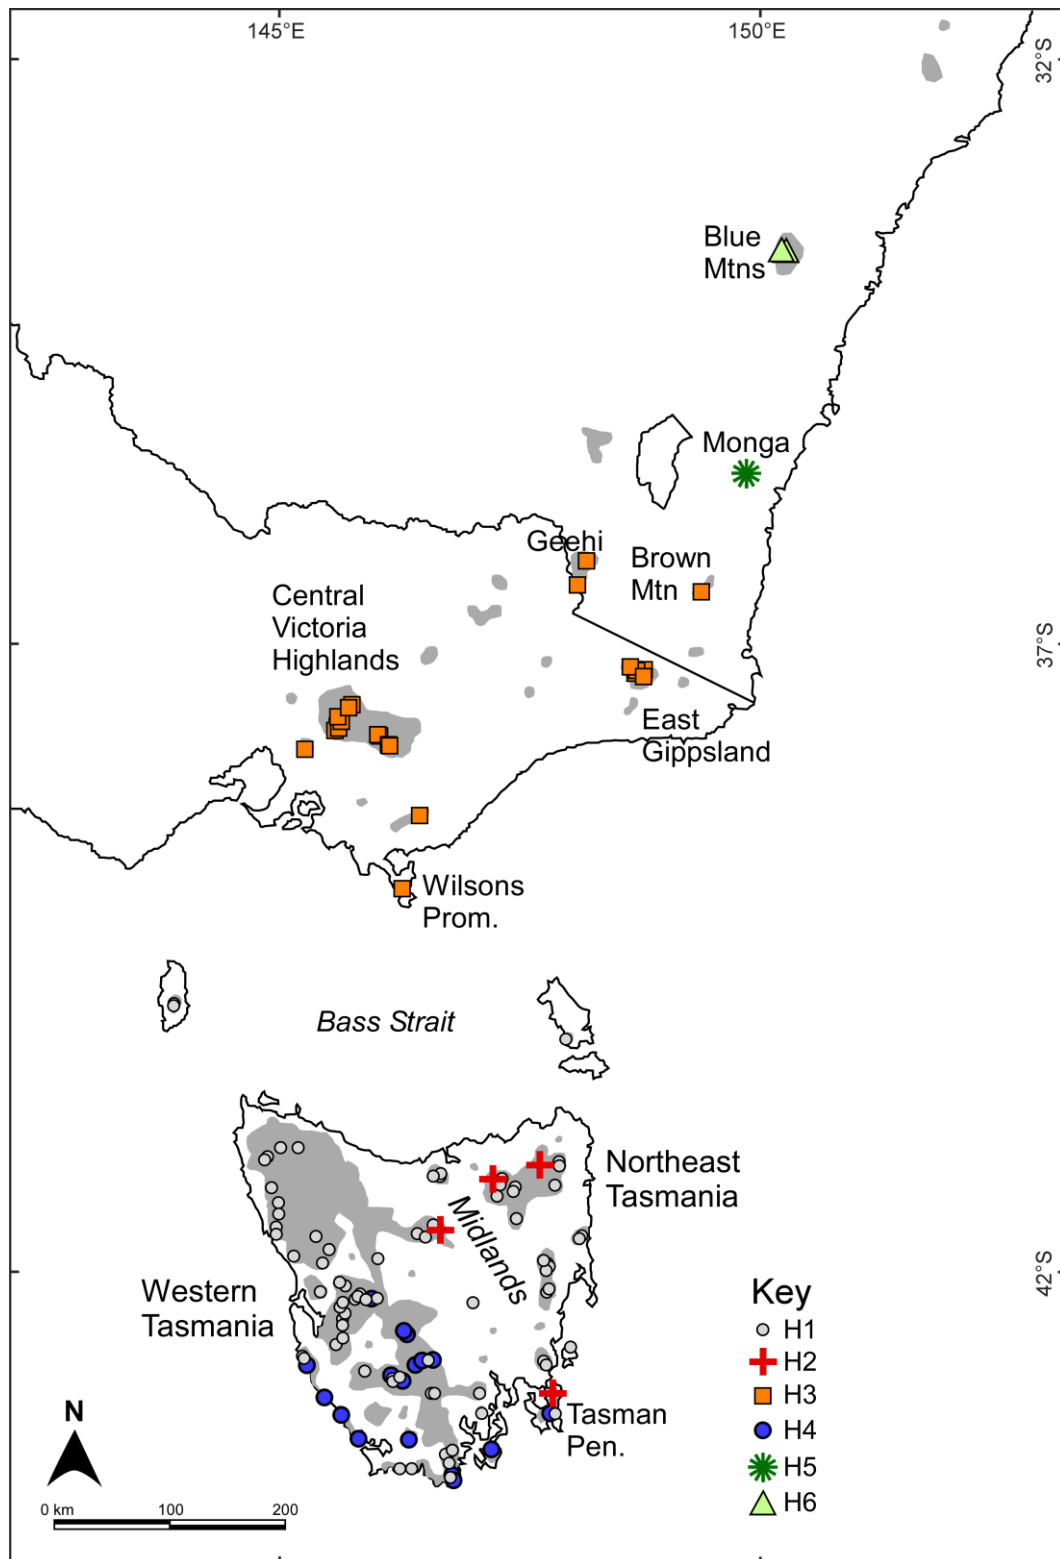 145°E
150°E
32°S
Blue
Mtns
Monga
Geehi
Brown
Mtn
Central
Victoria
Highlands
37°S
East
Gippsland
Wilsons
Prom.
Bass Strait
Northeast
Tasmania
Midlands
Western
Tasmania
42°S
Key
H1
H2
H3
H4
H5
H6
Tasman
Pen.
N
0 km
100
200